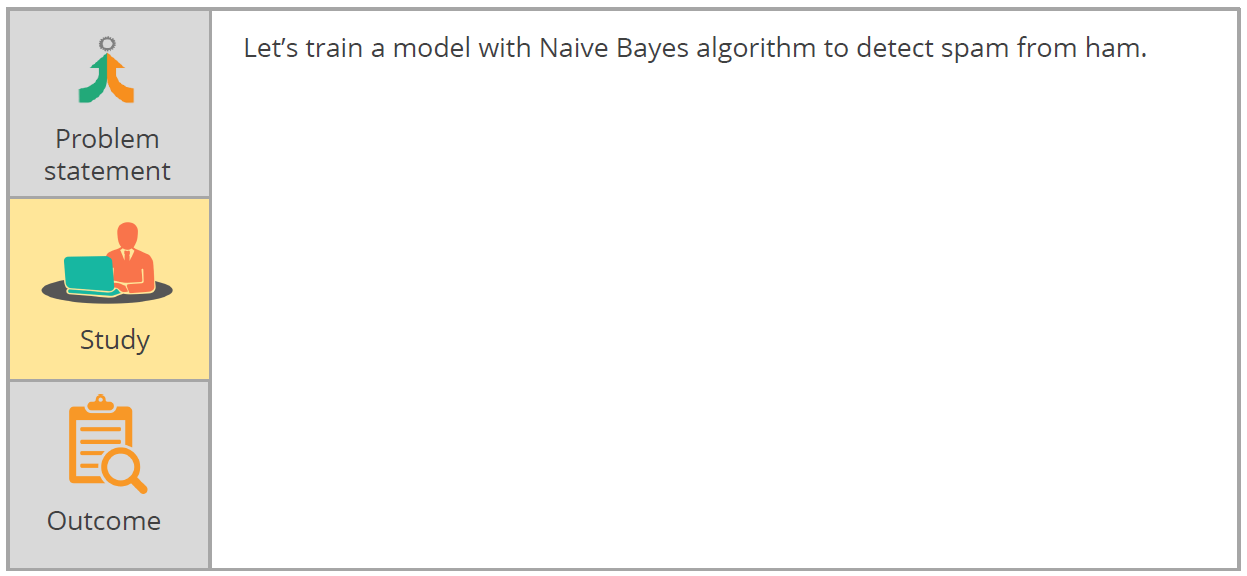 Problem
statement
Study
Outcome
Let’s train a model with Naive Bayes algorithm to detect spam from ham.